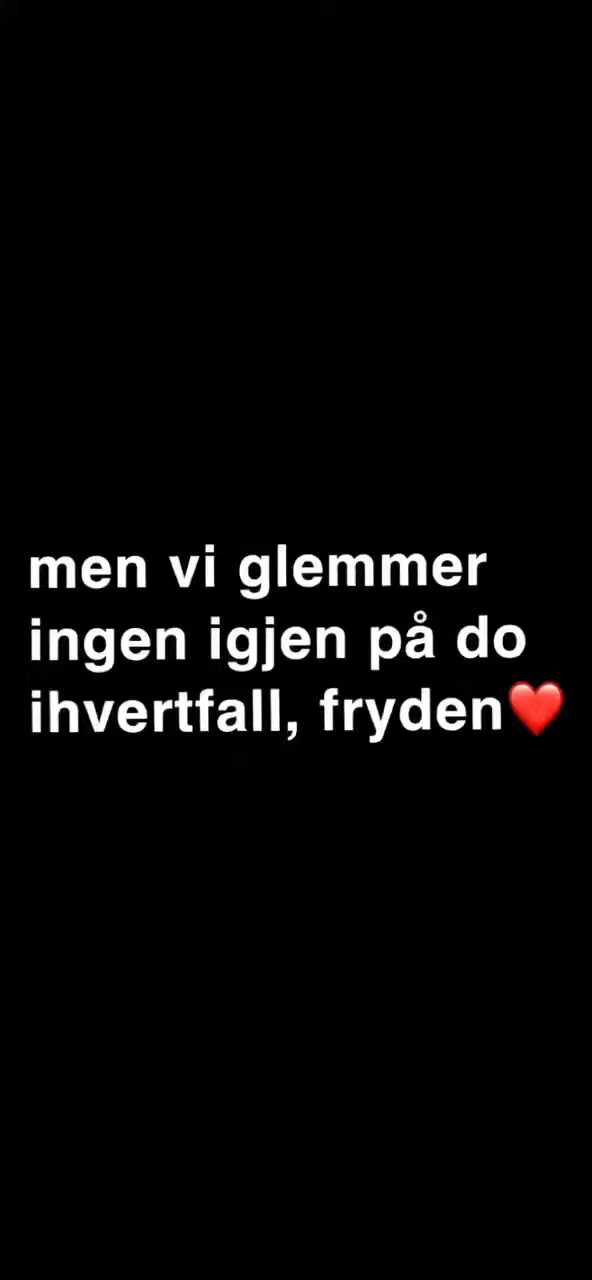 men vi glemmer
ingen igjen på do
ihvertfall, fryden❤️